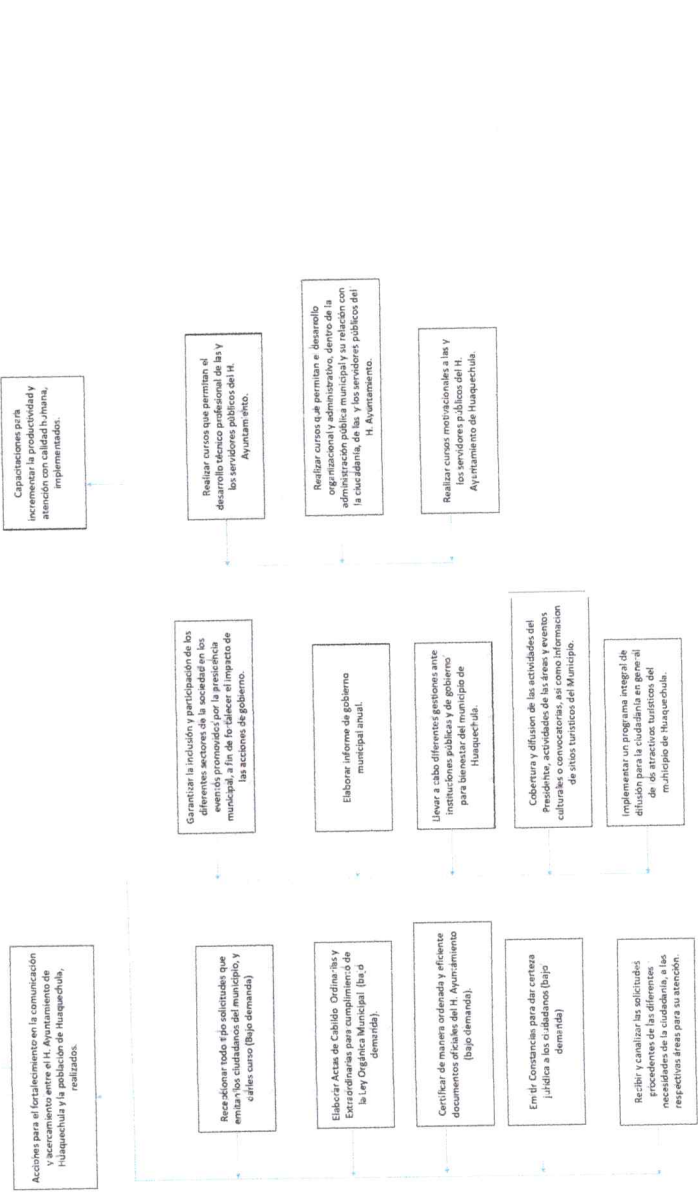 Acciones para el fortalecimiento en la comunicación
y acercamiento entre el H. Ayuntamiento de
Huaquechula y la población de Huaquechula,
realizados.
Recepcionar todo tipo solicitudes que
emitan los ciudadanos del municipio, y
darles curso (Bajo demanda)
Elaborar Actas de Cabildo Ordinarias y
Extraordinarias para cumplimiento de
la Ley Orgánica Municipal (bajo
demanda).
Certificar de manera ordenada y eficiente
documentos oficiales del H. Ayuntamiento
(bajo demanda).
Emitir Constancias para dar certeza
jurídica a los ciudadanos (bajo
demanda)
Recibir y canalizar las solicitudes
procedentes de las diferentes
necesidades de la ciudadanía, a las
respectivas áreas para su atención.
Garantizar la inclusión y participación de los
diferentes sectores de la sociedad en los
eventos promovidos por la presidencia
municipal, a fin de fortalecer el impacto de
las acciones de gobierno.
Elaborar informe de gobierno
municipal anual.
Llevar a cabo diferentes gestiones ante
instituciones públicas y de gobierno
para bienestar del municipio de
Huaquechula.
Cobertura y difusion de las actividades del
Presidente, actividades de las áreas y eventos
culturales o convocatorias, asi como Informacion
de sitios turisticos del Municipio.
Implementar un programa integral de
difusión para la ciudadanía en general
de los atractivos turísticos del
municipio de Huaquechula.
Capacitaciones para
incrementar la productividad y
atención con calidad humana,
implementados.
Realizar cursos que permitan el
desarrollo técnico profesional de las y
los servidores públicos del H.
Ayuntamiento.
Realizar cursos que permitan el desarrollo
organizacional y administrativo, dentro de la
administración pública municipal y su relación con
la ciudadanía, de las y los servidores públicos del
H. Ayuntamiento.
Realizar cursos motivacionales a las y
los servidores públicos del H.
Ayuntamiento de Huaquechula.